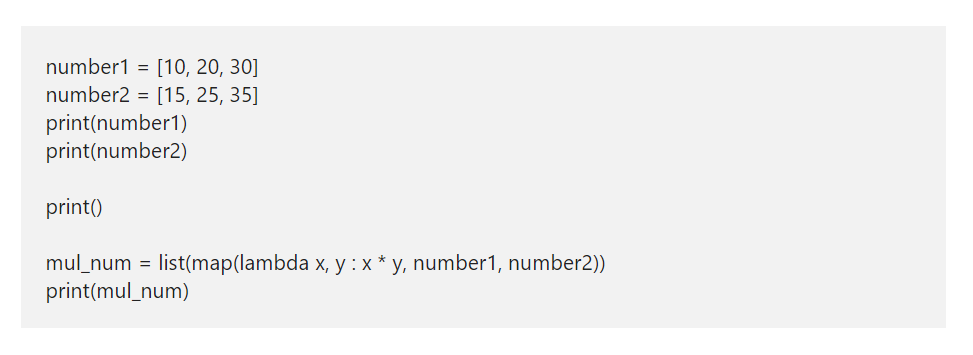 number1 = [10, 20, 30]
number2 = [15, 25, 35]
print(number1)
print(number2)
print()
mul_num = list(map(lambda x, y : x * y, number1, number2))
print(mul_num)